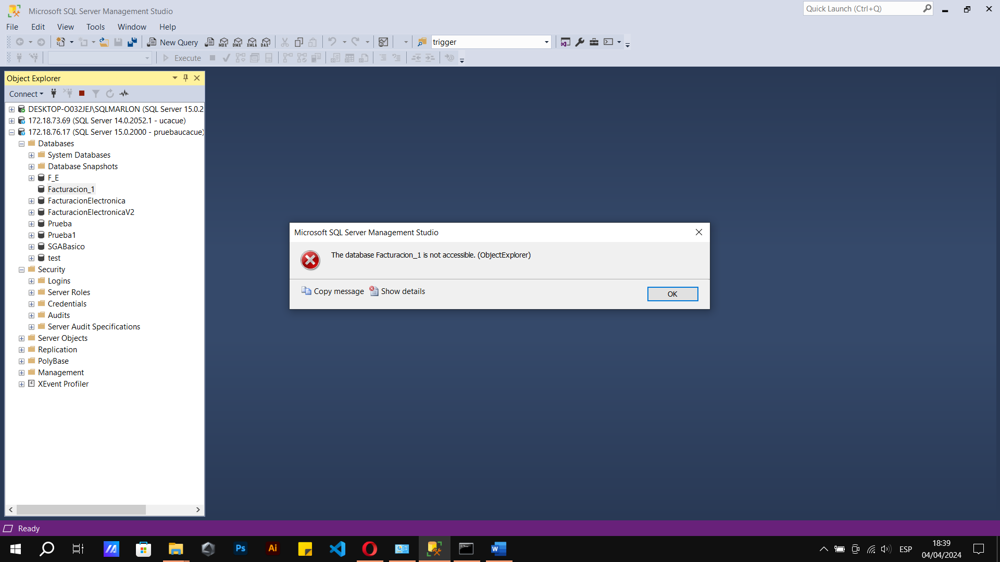 Microsoft SQL Server Management Studio
Quick Launch (Ctrl+Q)
File Edit View Tools Window Help
New Query MDX DMX XMLA DAX trigger
Execute
Object Explorer
Connect
DESKTOP-O032JEJ\SQLMARLON (SQL Server 15.0.2
172.18.73.69 (SQL Server 14.0.2052.1 - ucacue)
172.18.76.17 (SQL Server 15.0.2000 - pruebaucacue)
Databases
System Databases
Database Snapshots
F_E
Facturacion_1
FacturacionElectronica
FacturacionElectronicaV2
Prueba
Prueba1
SGABasico
test
Security
Logins
Server Roles
Credentials
Audits
Server Audit Specifications
Server Objects
Replication
PolyBase
Management
XEvent Profiler
Microsoft SQL Server Management Studio
The database Facturacion_1 is not accessible. (ObjectExplorer)
Copy message Show details OK
Ready
Ps Ai W ESP
18:39
04/04/2024